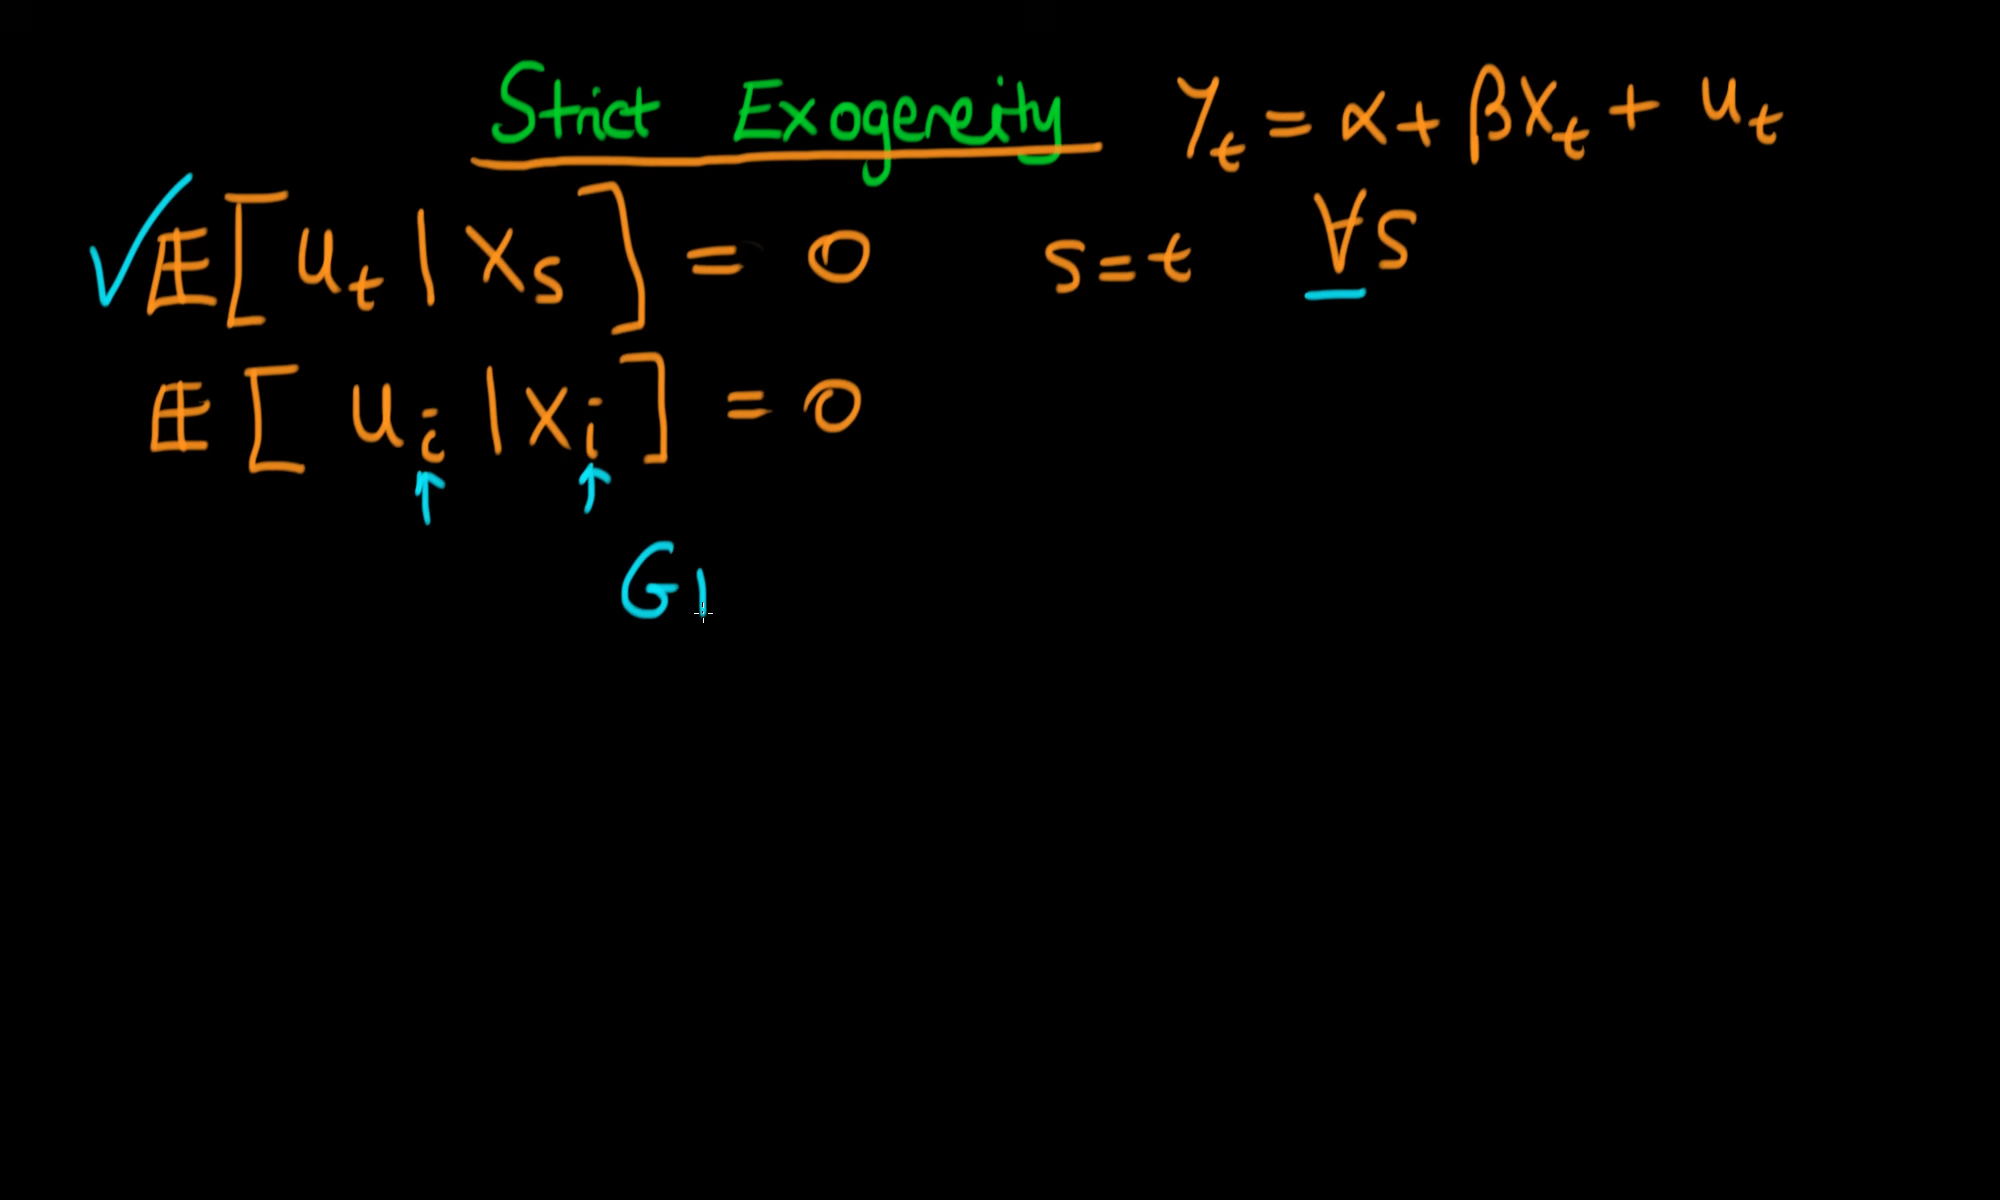 Strict Exogeneity Yₜ = α + βXₜ + uₜ
✓ 𝔼[uₜ | Xₛ] = 0 s = t ∀s
𝔼[uᵢ | Xᵢ] = 0
↑ ↑
G1